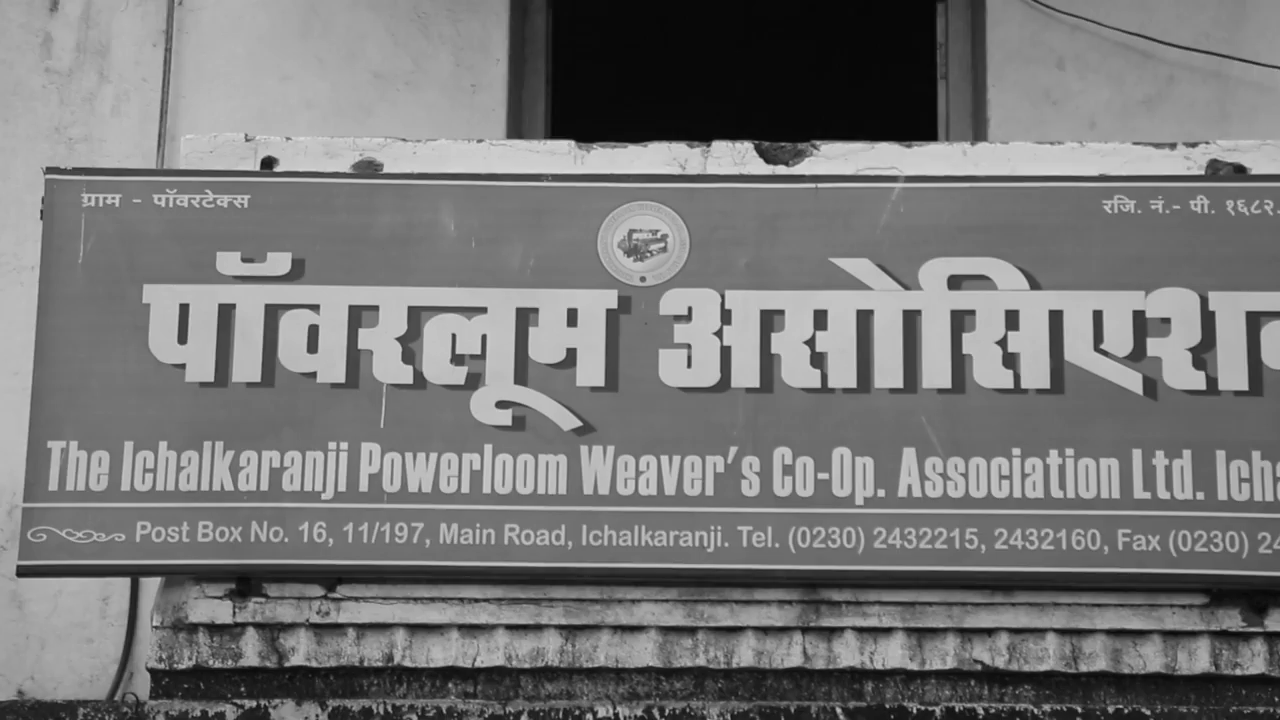 ग्राम - पॉवरटेक्स
रजि. नं.- पी. १६८२
पॉवरलूम असोसिएशन
The Ichalkaranji Powerloom Weaver's Co-Op. Association Ltd. Icha
Post Box No. 16, 11/197, Main Road, Ichalkaranji. Tel. (0230) 2432215, 2432160, Fax (0230) 24